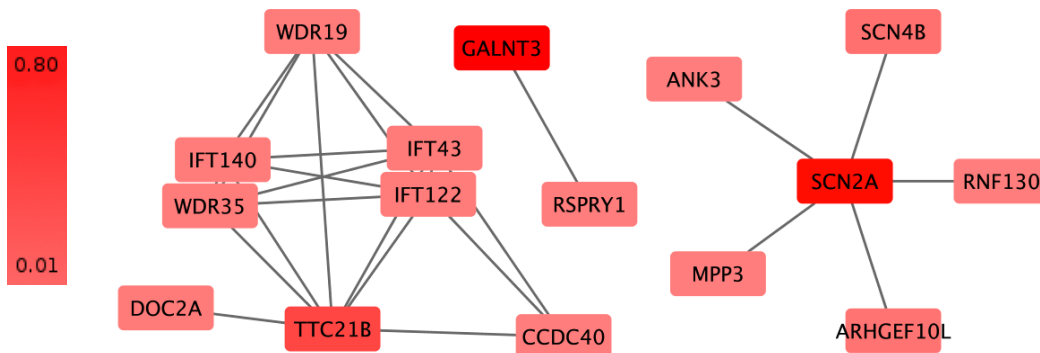 0.80
0.01
WDR19
GALNT3
SCN4B
ANK3
IFT140
IFT43
WDR35
IFT122
RSPRY1
SCN2A
RNF130
MPP3
DOC2A
TTC21B
CCDC40
ARHGEF10L